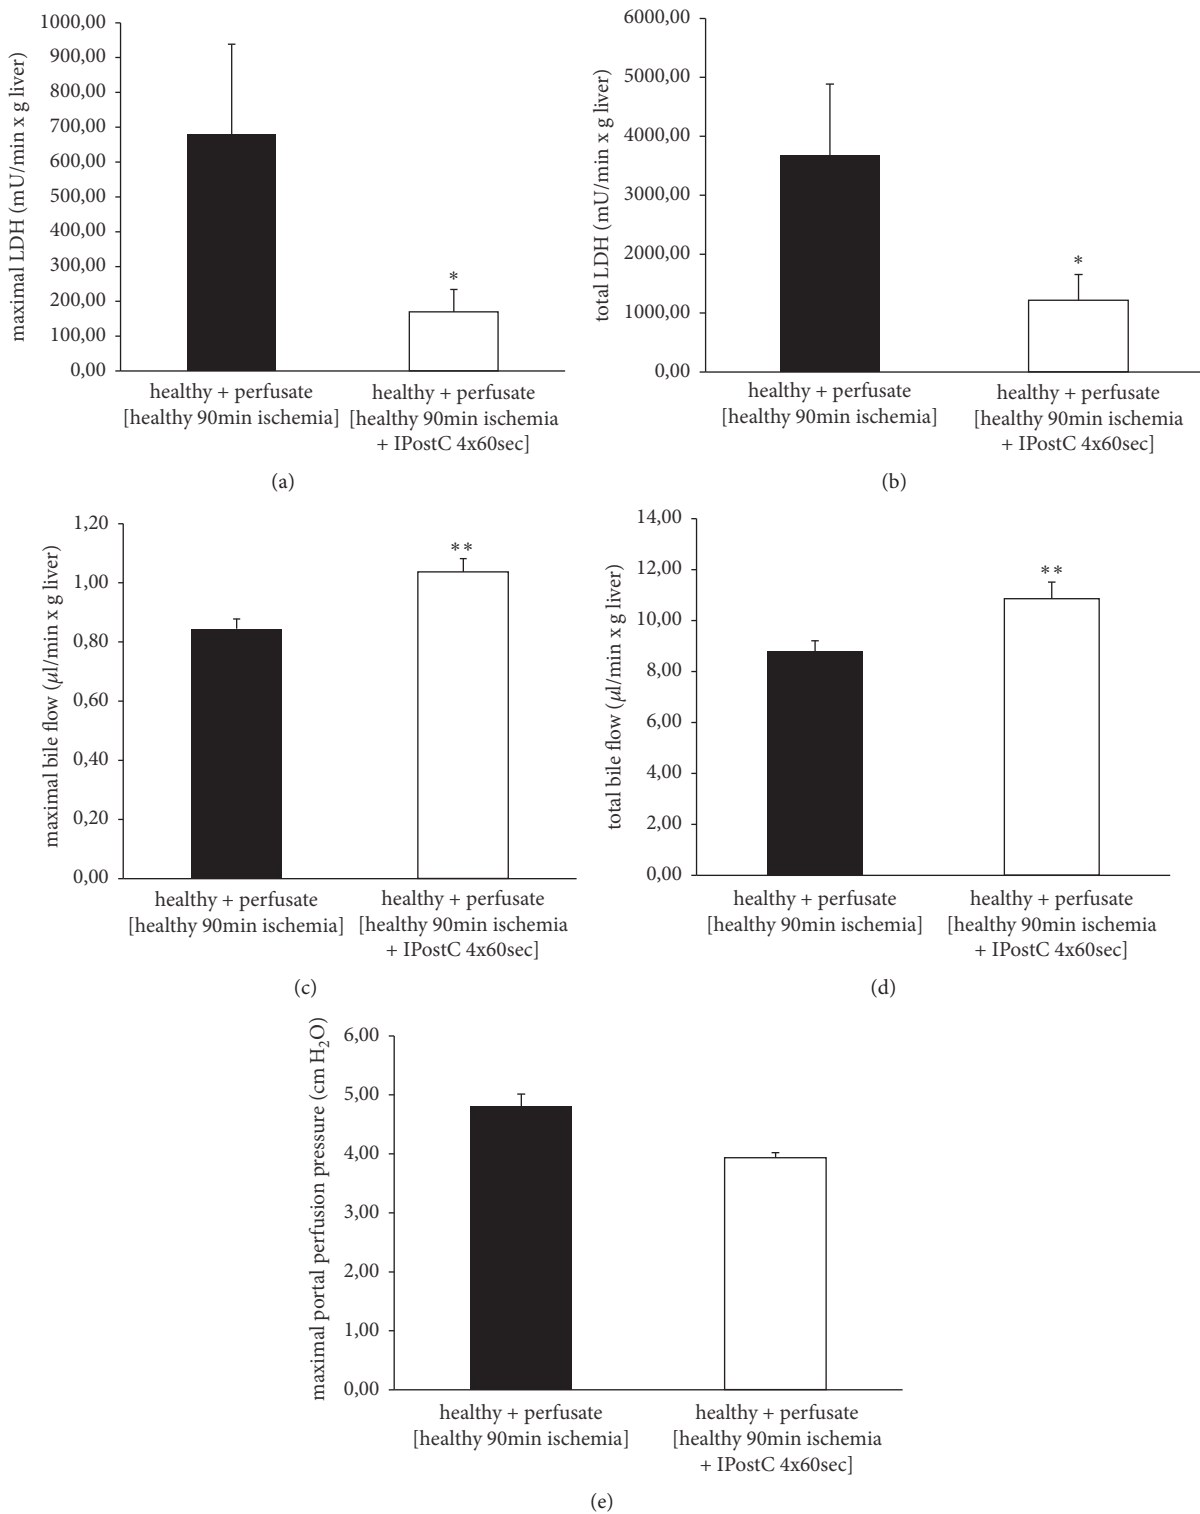 maximal LDH (mU/min x g liver)
1000,00
900,00
800,00
700,00
600,00
500,00
400,00
300,00
200,00
100,00
0,00
*
healthy + perfusate
[healthy 90min ischemia]
healthy + perfusate
[healthy 90min ischemia
+ IPostC 4x60sec]
(a)
total LDH (mU/min x g liver)
6000,00
5000,00
4000,00
3000,00
2000,00
1000,00
0,00
*
healthy + perfusate
[healthy 90min ischemia]
healthy + perfusate
[healthy 90min ischemia
+ IPostC 4x60sec]
(b)
maximal bile flow (μl/min x g liver)
1,20
1,00
0,80
0,60
0,40
0,20
0,00
**
healthy + perfusate
[healthy 90min ischemia]
healthy + perfusate
[healthy 90min ischemia
+ IPostC 4x60sec]
(c)
total bile flow (μl/min x g liver)
14,00
12,00
10,00
8,00
6,00
4,00
2,00
0,00
**
healthy + perfusate
[healthy 90min ischemia]
healthy + perfusate
[healthy 90min ischemia
+ IPostC 4x60sec]
(d)
maximal portal perfusion pressure (cm H₂O)
6,00
5,00
4,00
3,00
2,00
1,00
0,00
healthy + perfusate
[healthy 90min ischemia]
healthy + perfusate
[healthy 90min ischemia
+ IPostC 4x60sec]
(e)